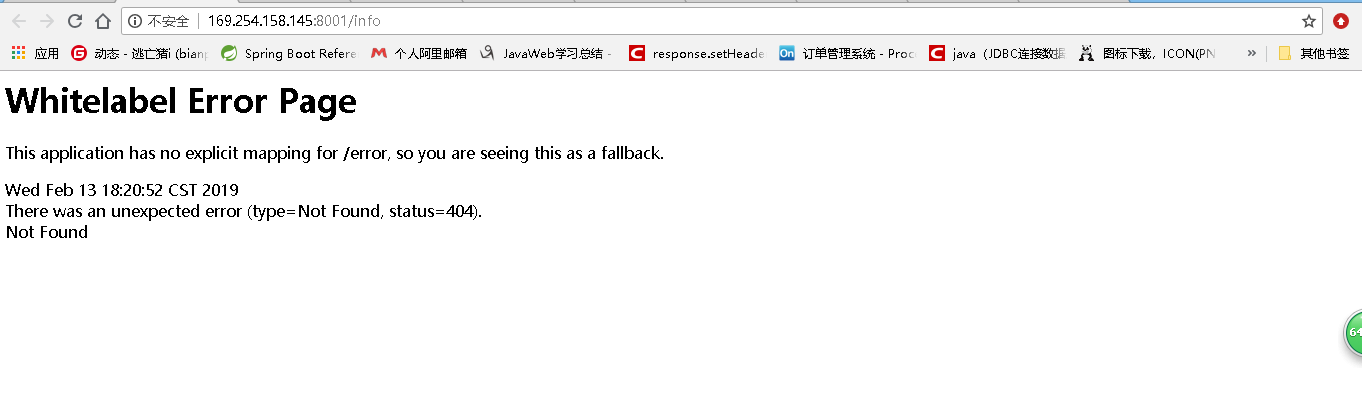 不安全 169.254.158.145:8001/info
应用 动态 - 逃亡猪i (bian Spring Boot Refere 个人阿里邮箱 JavaWeb学习总结 - response.setHeade 订单管理系统 - Proc java（JDBC连接数据 图标下载，ICON(PN » 其他书签
Whitelabel Error Page
This application has no explicit mapping for /error, so you are seeing this as a fallback.
Wed Feb 13 18:20:52 CST 2019
There was an unexpected error (type=Not Found, status=404).
Not Found
64